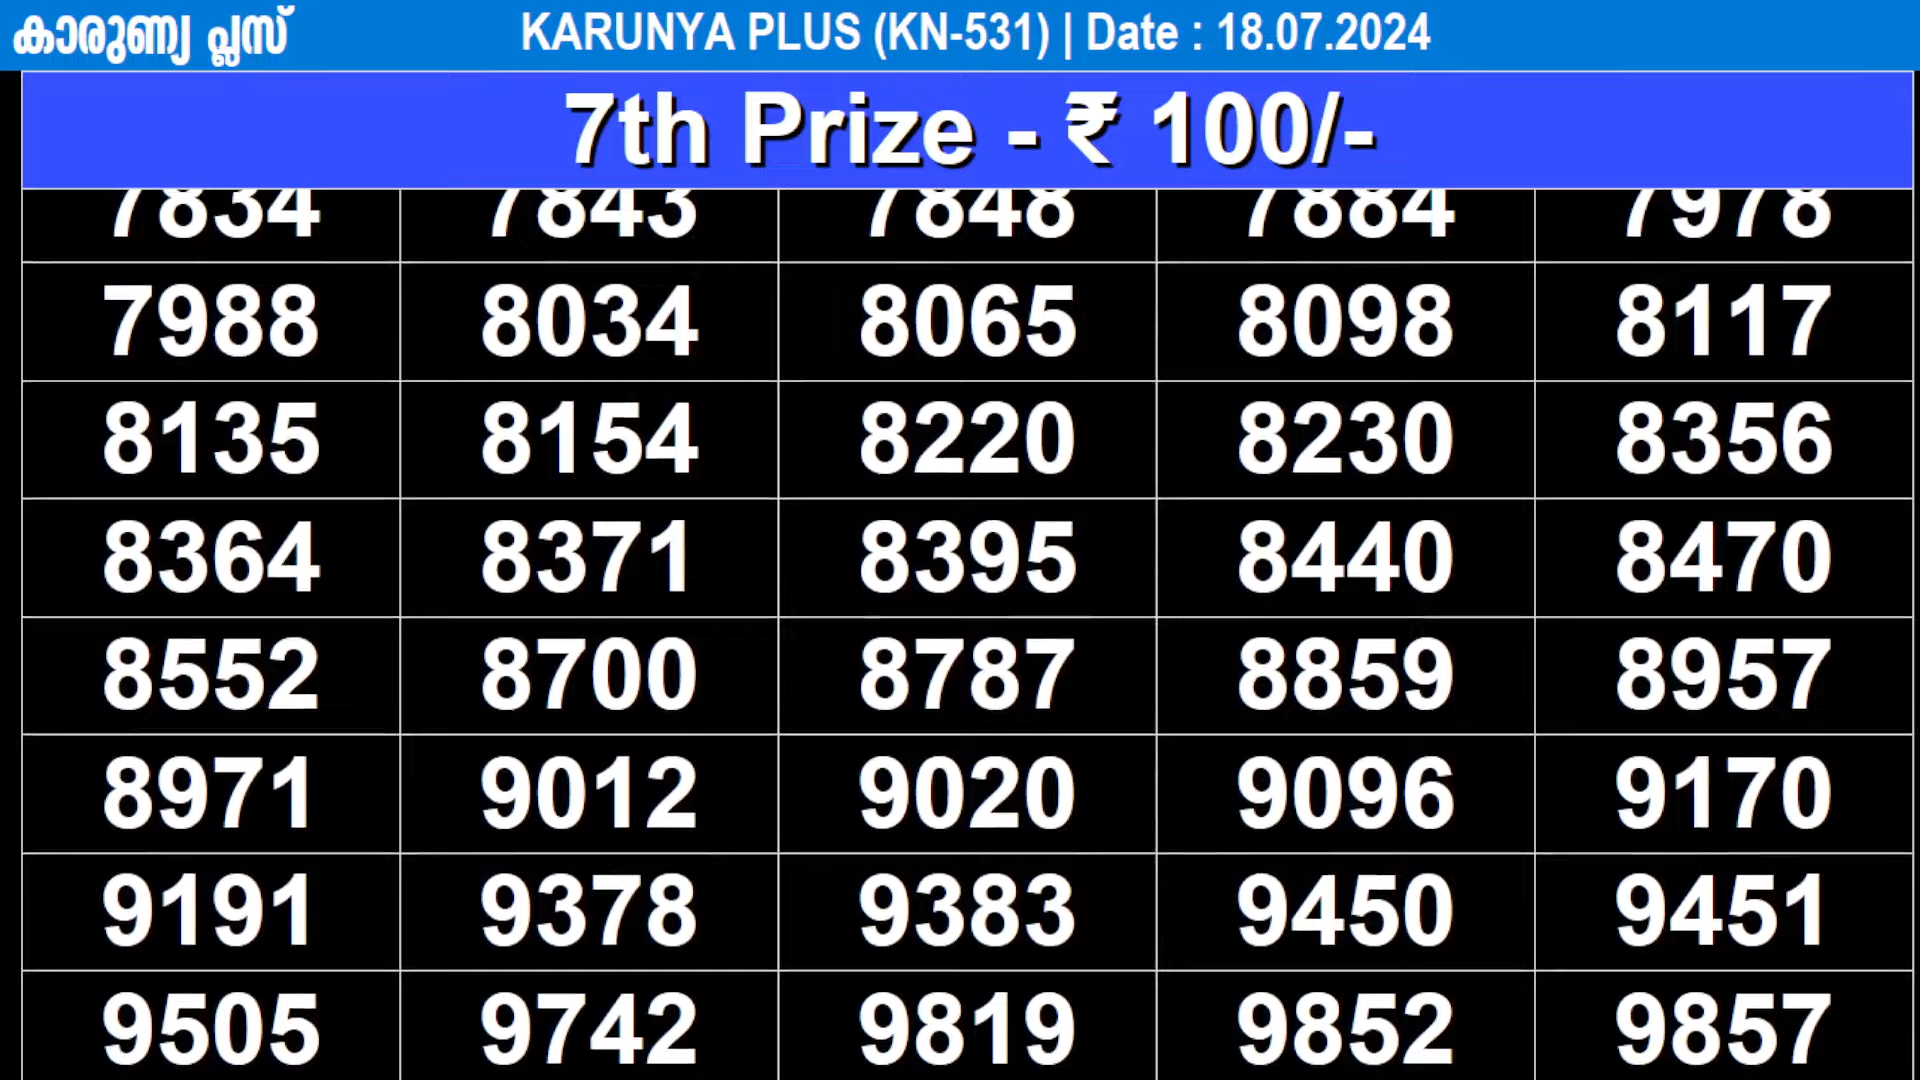 കാരുണ്യ പ്ലസ് KARUNYA PLUS (KN-531) | Date : 18.07.2024
7th Prize - ₹ 100/-
7834 7843 7848 7884 7978
7988 8034 8065 8098 8117
8135 8154 8220 8230 8356
8364 8371 8395 8440 8470
8552 8700 8787 8859 8957
8971 9012 9020 9096 9170
9191 9378 9383 9450 9451
9505 9742 9819 9852 9857